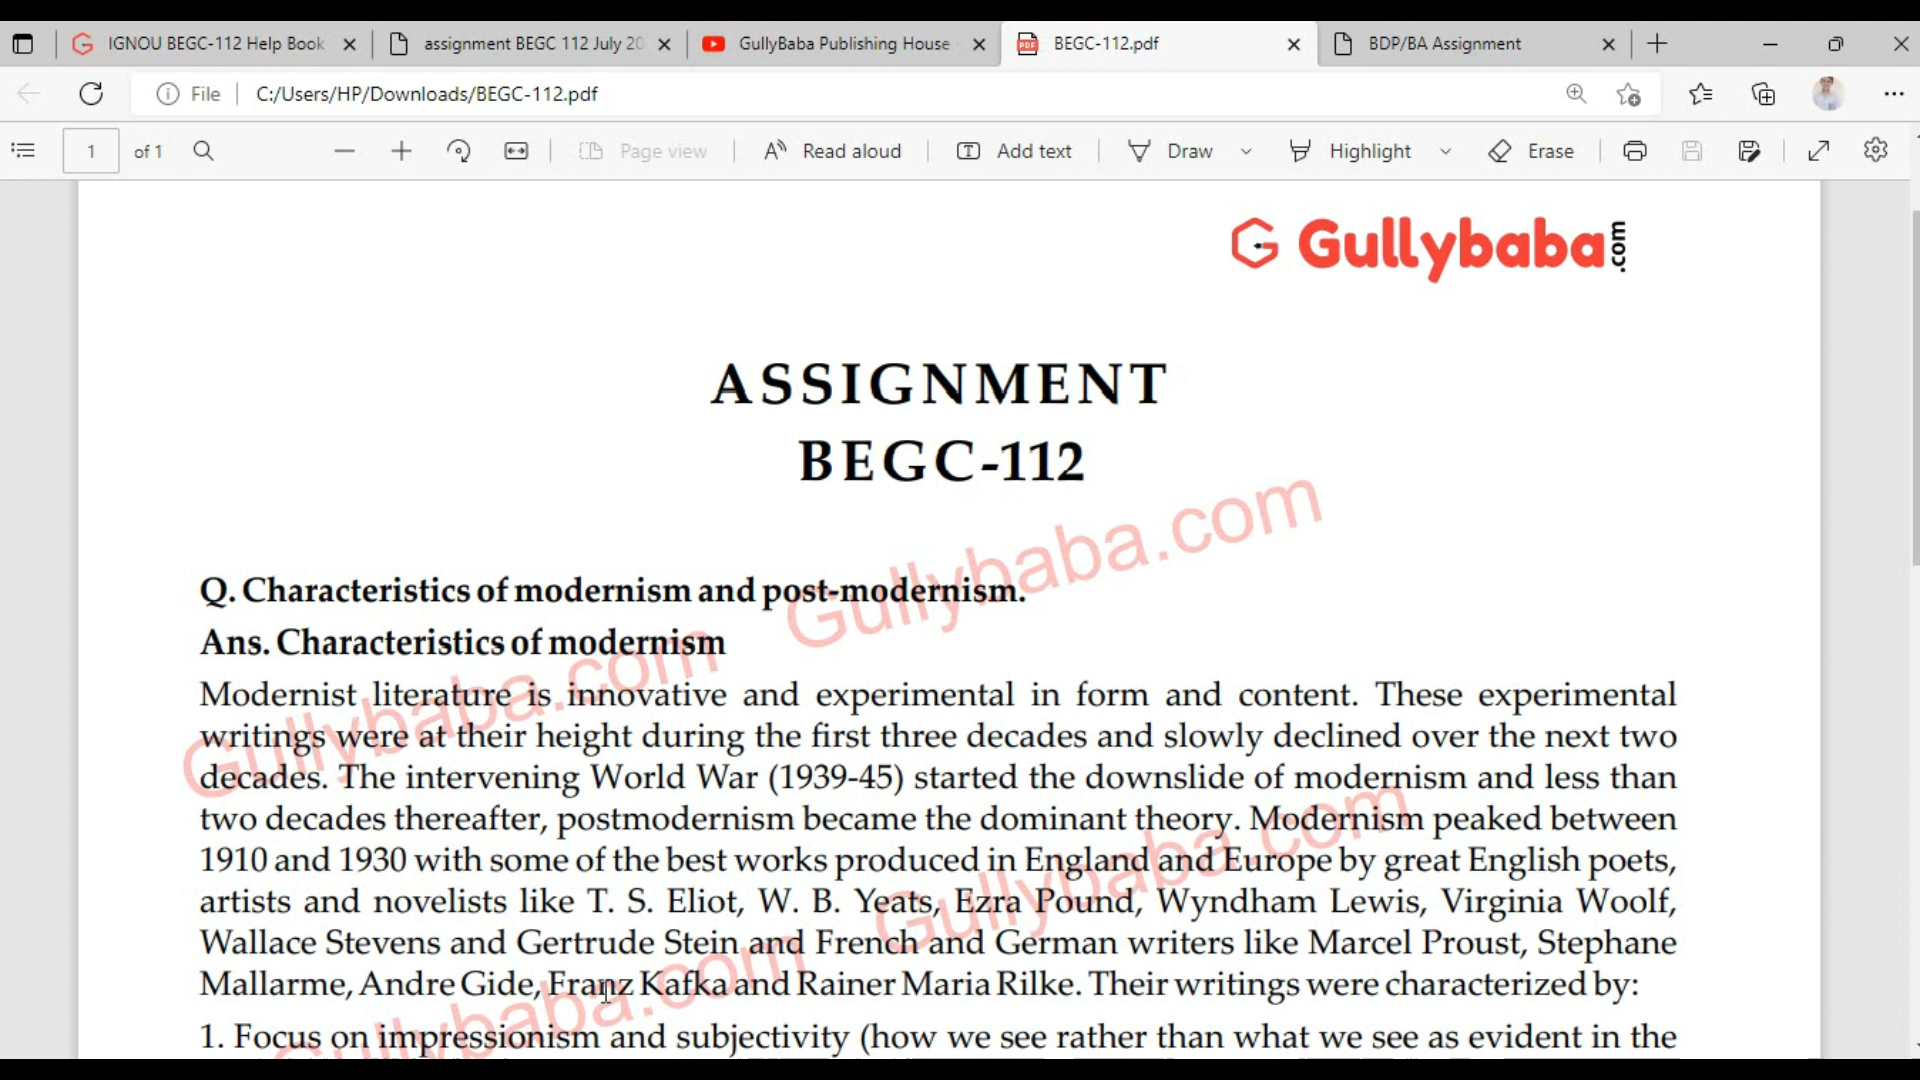 IGNOU BEGC-112 Help Book
assignment BEGC 112 July 20
GullyBaba Publishing House
BEGC-112.pdf
BDP/BA Assignment
File
C:/Users/HP/Downloads/BEGC-112.pdf
1 of 1
Page view
Read aloud
Add text
Draw
Highlight
Erase
Gullybaba.com
ASSIGNMENT
BEGC-112
Gullybaba.com
Q. Characteristics of modernism and post-modernism.
Ans. Characteristics of modernism
Gullybaba.com
Modernist literature is innovative and experimental in form and content. These experimental
writings were at their height during the first three decades and slowly declined over the next two
decades. The intervening World War (1939-45) started the downslide of modernism and less than
two decades thereafter, postmodernism became the dominant theory. Modernism peaked between
1910 and 1930 with some of the best works produced in England and Europe by great English poets,
artists and novelists like T. S. Eliot, W. B. Yeats, Ezra Pound, Wyndham Lewis, Virginia Woolf,
Wallace Stevens and Gertrude Stein and French and German writers like Marcel Proust, Stephane
Mallarme, Andre Gide, Franz Kafka and Rainer Maria Rilke. Their writings were characterized by:
Gullybaba.com
Gullybaba.com
1. Focus on impressionism and subjectivity (how we see rather than what we see as evident in the